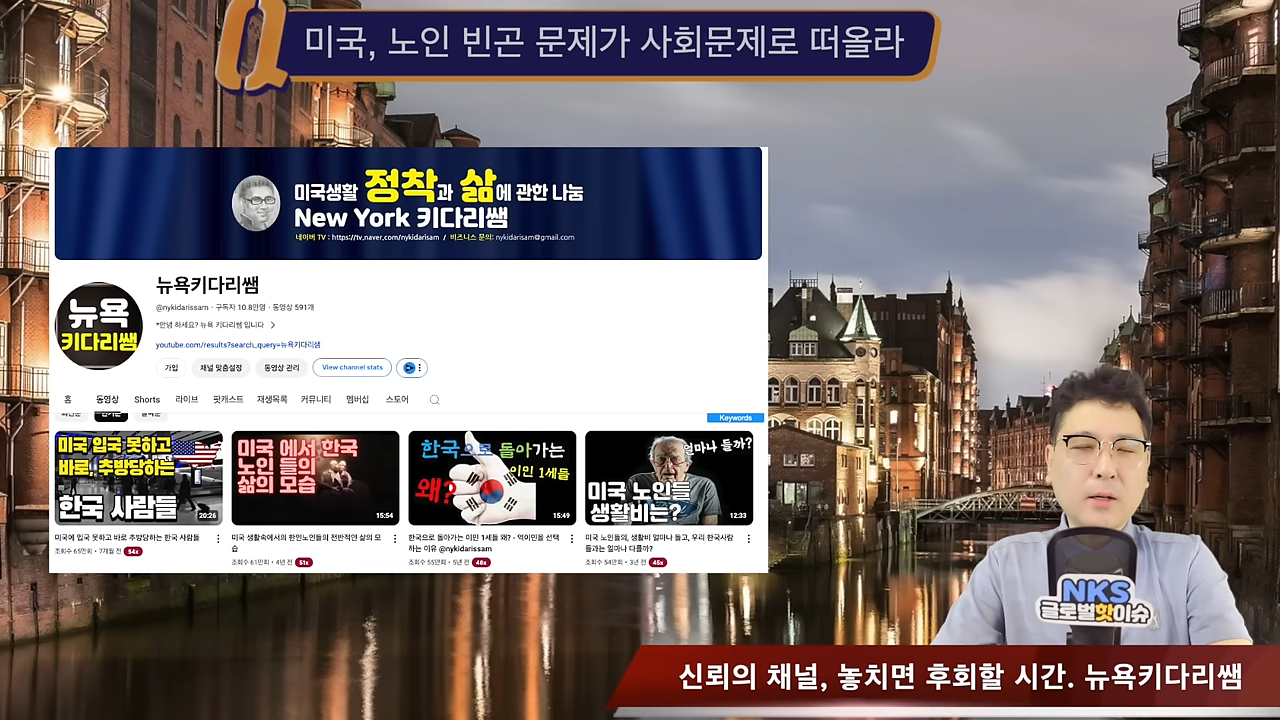 Q 미국, 노인 빈곤 문제가 사회문제로 떠올라
미국생활 정착과 삶에 관한 나눔
New York 키다리쌤
네이버 TV : https://tv.naver.com/nykidarisam / 비즈니스 문의: nykidarisam@gmail.com
뉴욕
키다리쌤
뉴욕키다리쌤
@nykidarissam · 구독자 10.8만명 · 동영상 591개
*안녕 하세요? 뉴욕 키다리쌤 입니다 >
youtube.com/results?search_query=뉴욕키다리샘
가입 채널 맞춤설정 동영상 관리 View channel stats
홈 동영상 Shorts 라이브 팟캐스트 재생목록 커뮤니티 멤버십 스토어
Keywords
미국 입국 못하고
바로, 추방당하는
한국 사람들
20:26
미국 에서 한국
노인 들의
삶의 모습
15:54
한국으로 돌아가는
이민 1세들
왜?
15:49
얼마나 들까?
미국 노인들
생활비는?
12:33
미국에 입국 못하고 바로 추방당하는 한국 사람들
조회수 65만회 · 7개월 전 54x
미국 생활속에서의 한인노인들의 전반적인 삶의 모
습
조회수 61만회 · 4년 전 51x
한국으로 돌아가는 이민 1세들 왜? - 역이민을 선택
하는 이유 @nykidarissam
조회수 55만회 · 5년 전 46x
미국 노인들의, 생활비 얼마나 들고, 우리 한국사람
들과는 얼마나 다를까?
조회수 54만회 · 3년 전 45x
NKS
글로벌핫이슈
신뢰의 채널, 놓치면 후회할 시간. 뉴욕키다리쌤